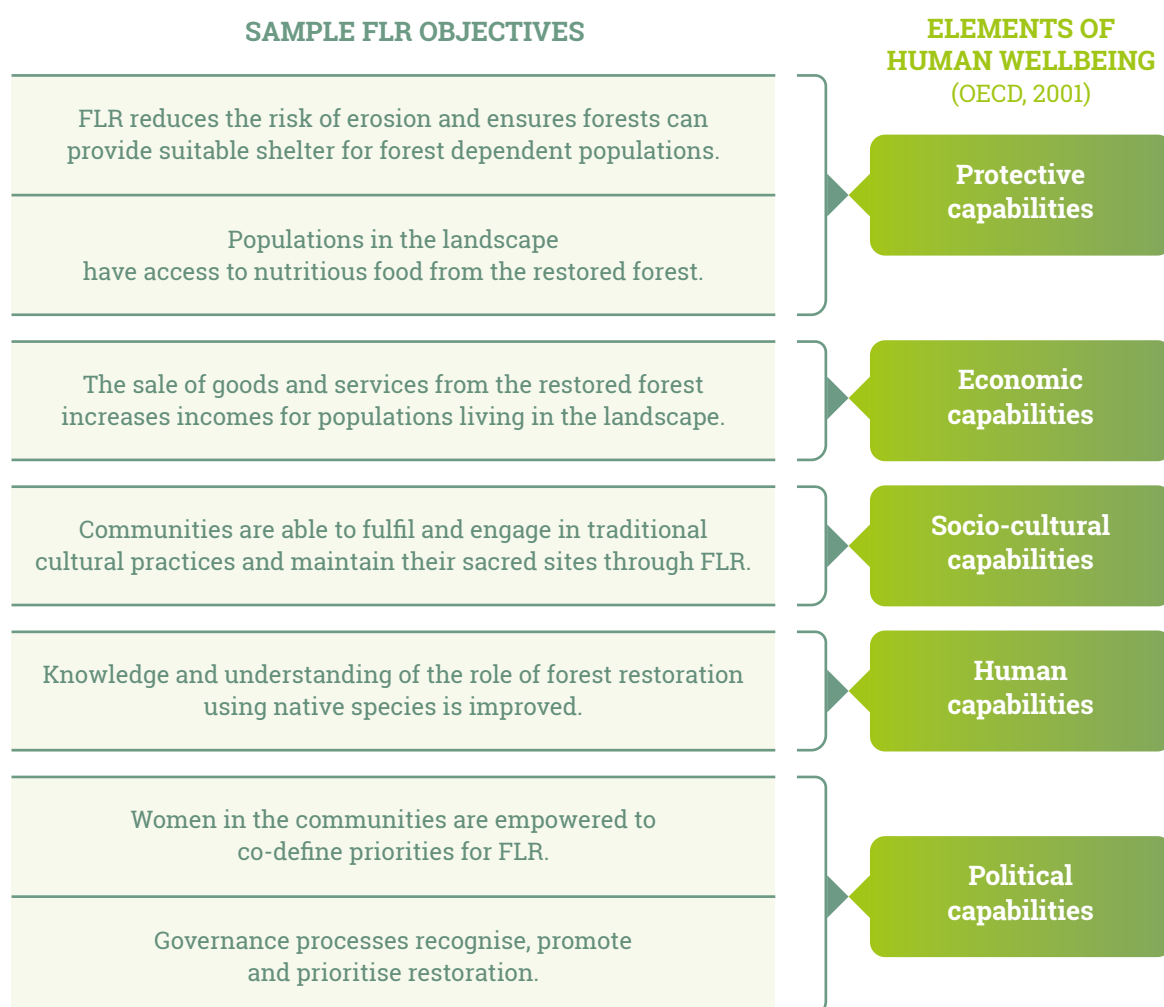 SAMPLE FLR OBJECTIVES
ELEMENTS OF
HUMAN WELLBEING
(OECD, 2001)
FLR reduces the risk of erosion and ensures forests can
provide suitable shelter for forest dependent populations.
Populations in the landscape
have access to nutritious food from the restored forest.
Protective
capabilities
The sale of goods and services from the restored forest
increases incomes for populations living in the landscape.
Economic
capabilities
Communities are able to fulfil and engage in traditional
cultural practices and maintain their sacred sites through FLR.
Socio-cultural
capabilities
Knowledge and understanding of the role of forest restoration
using native species is improved.
Human
capabilities
Women in the communities are empowered to
co-define priorities for FLR.
Governance processes recognise, promote
and prioritise restoration.
Political
capabilities